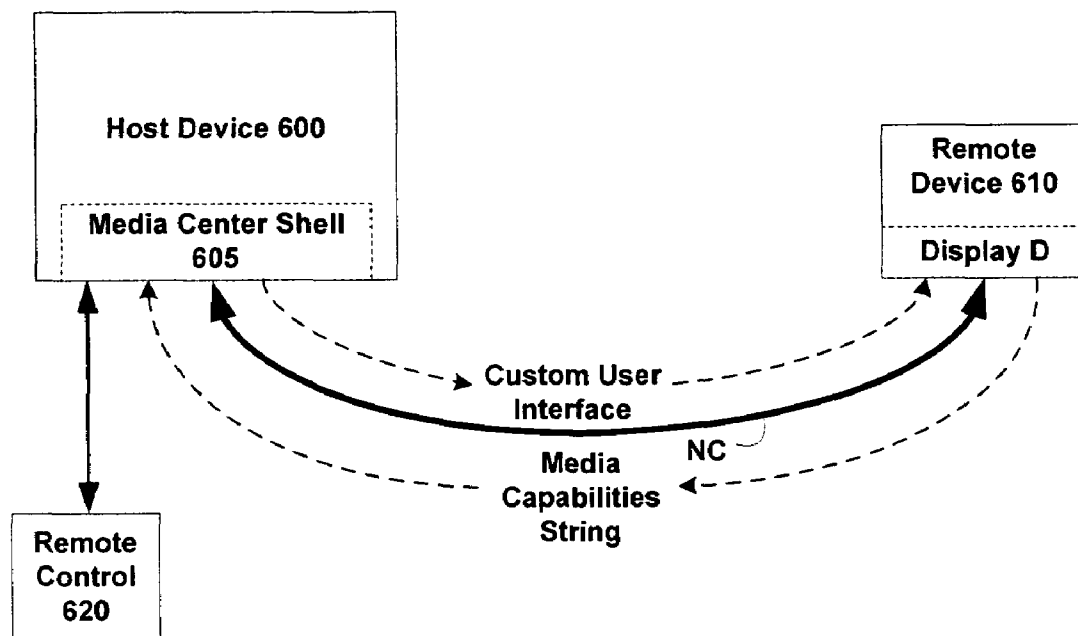 Host Device 600
Media Center Shell
605
Remote
Device 610
Display D
Custom User
Interface
NC
Media
Capabilities
String
Remote
Control
620